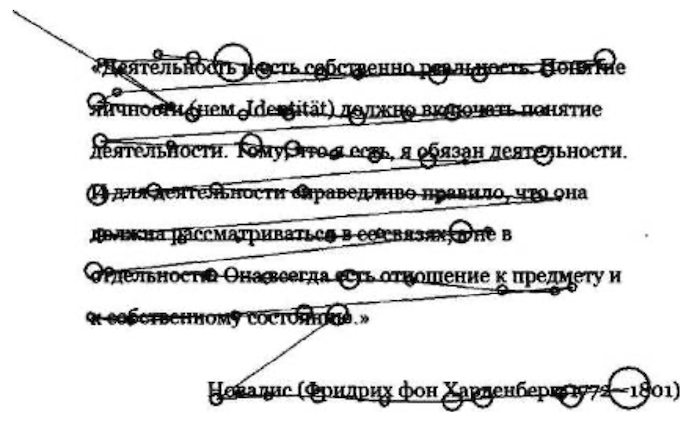 «Деятельность и есть собственно реальность. Понятие
личности (нем. Identität) должно включать понятие
деятельности. Тому, что я есть, я обязан деятельности.
И для деятельности справедливо правило, что она
должна рассматриваться в ее связях, а не в
отдельности. Она всегда есть отношение к предмету и
к собственному состоянию.»
Новалис (Фридрих фон Харденберг 1772—1801)